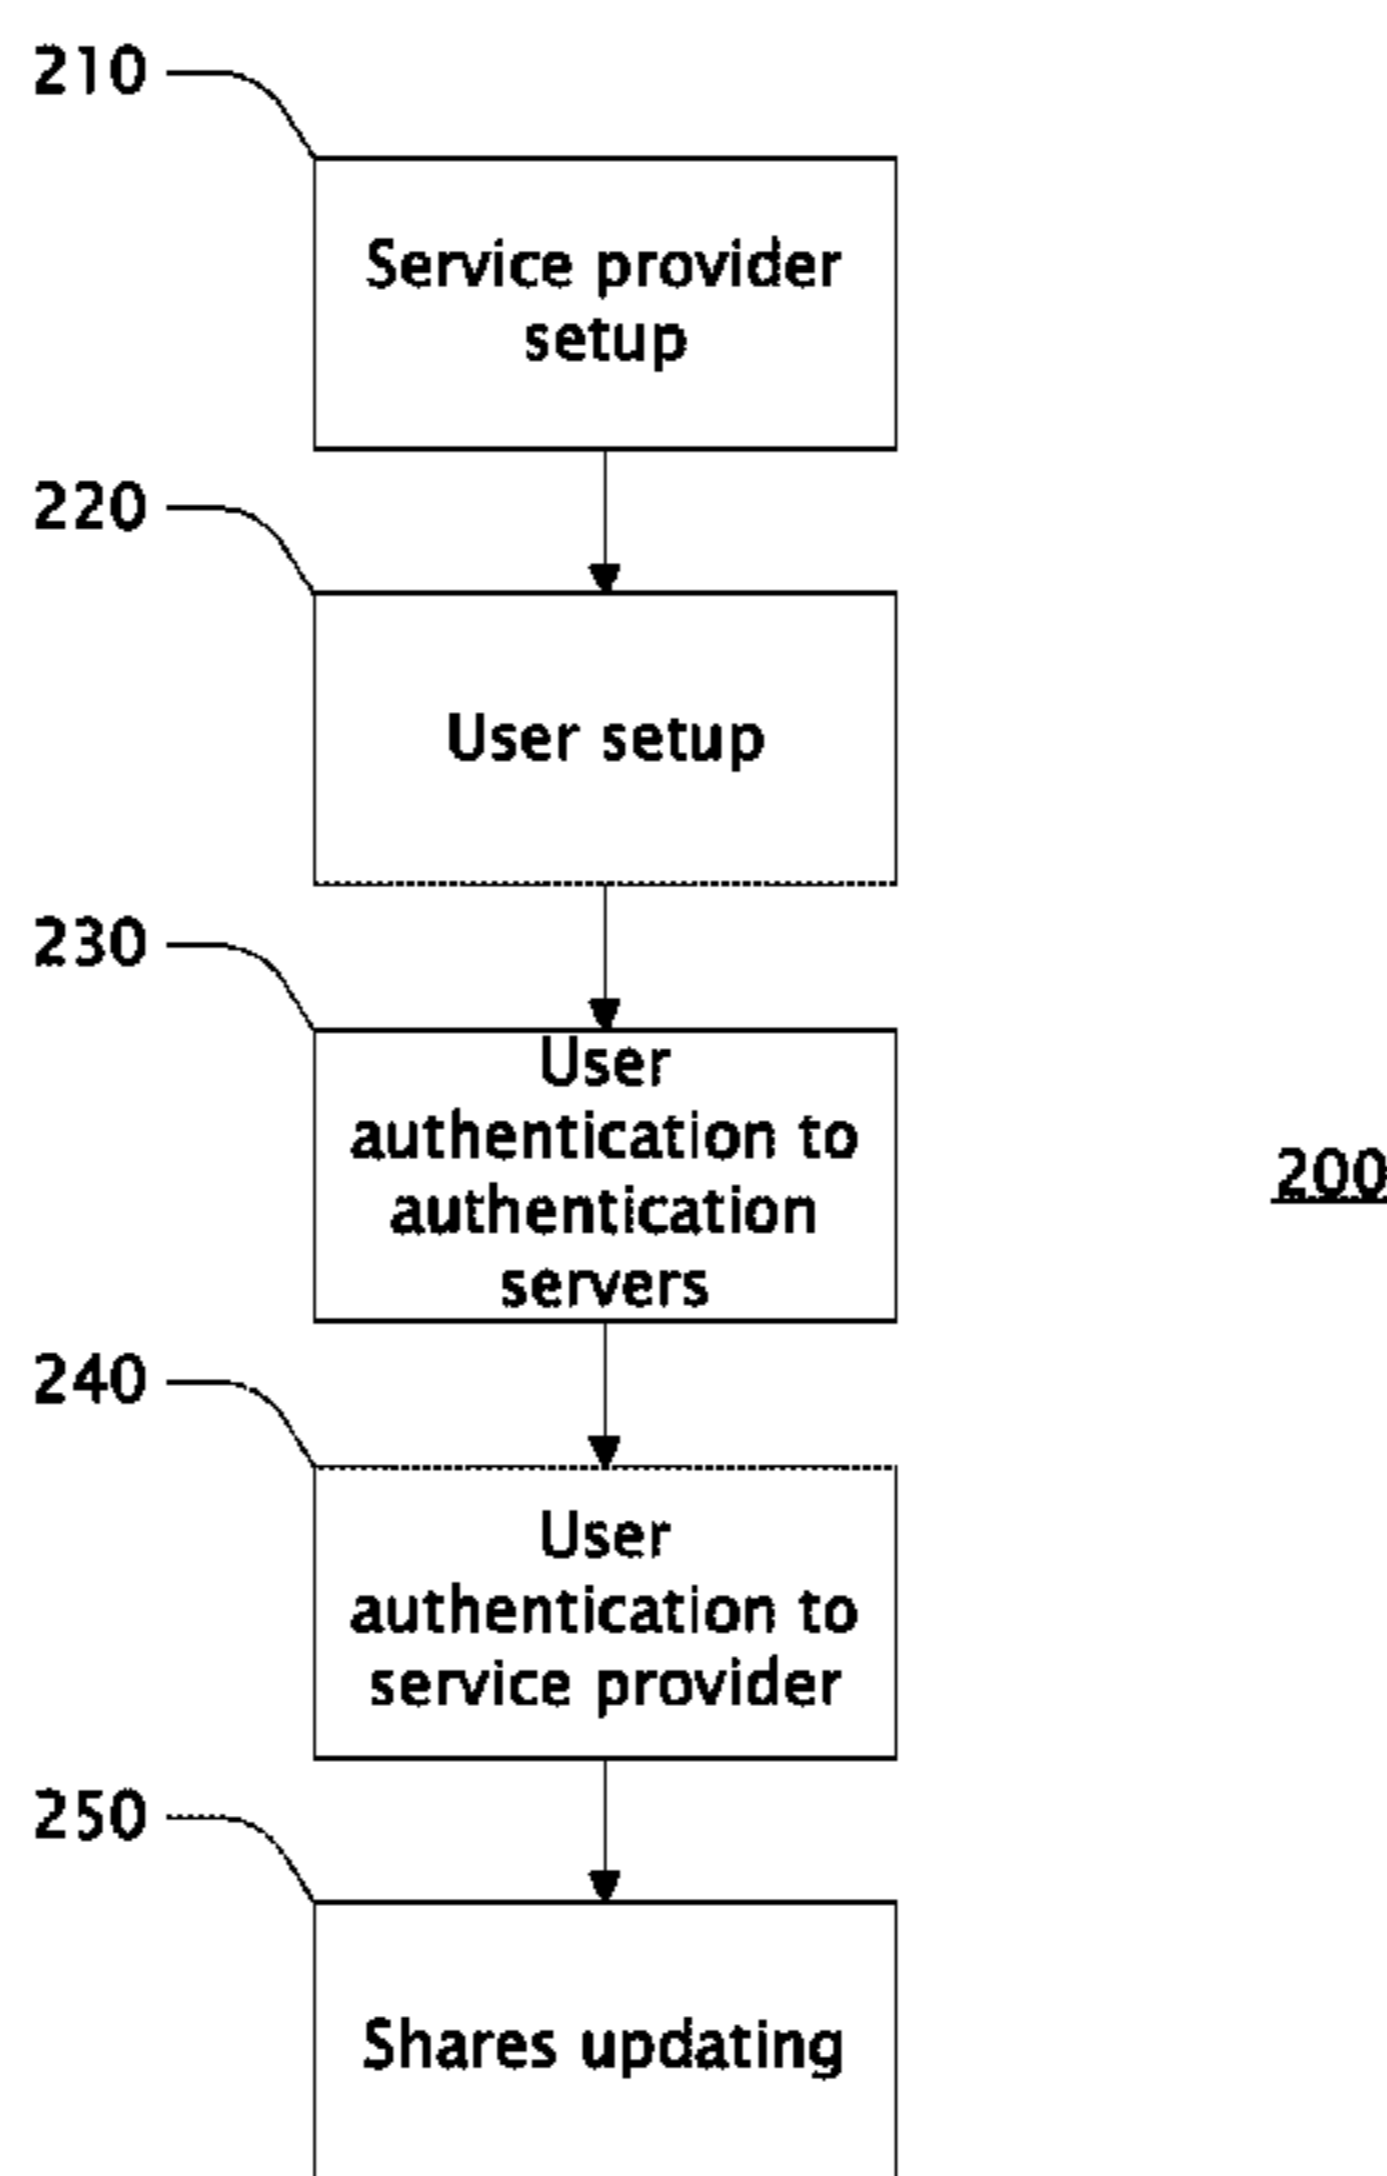 210
Service provider
setup
220
User setup
230
User
authentication to
authentication
servers
200
240
User
authentication to
service provider
250
Shares updating